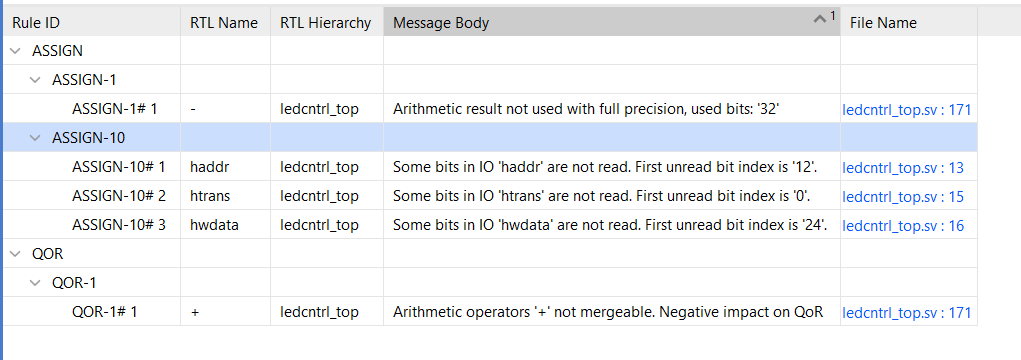 Rule ID RTL Name RTL Hierarchy Message Body 1 File Name
ASSIGN
ASSIGN-1
ASSIGN-1# 1 - ledcntrl_top Arithmetic result not used with full precision, used bits: '32' ledcntrl_top.sv : 171
ASSIGN-10
ASSIGN-10# 1 haddr ledcntrl_top Some bits in IO 'haddr' are not read. First unread bit index is '12'. ledcntrl_top.sv : 13
ASSIGN-10# 2 htrans ledcntrl_top Some bits in IO 'htrans' are not read. First unread bit index is '0'. ledcntrl_top.sv : 15
ASSIGN-10# 3 hwdata ledcntrl_top Some bits in IO 'hwdata' are not read. First unread bit index is '24'. ledcntrl_top.sv : 16
QOR
QOR-1
QOR-1# 1 + ledcntrl_top Arithmetic operators '+' not mergeable. Negative impact on QoR ledcntrl_top.sv : 171